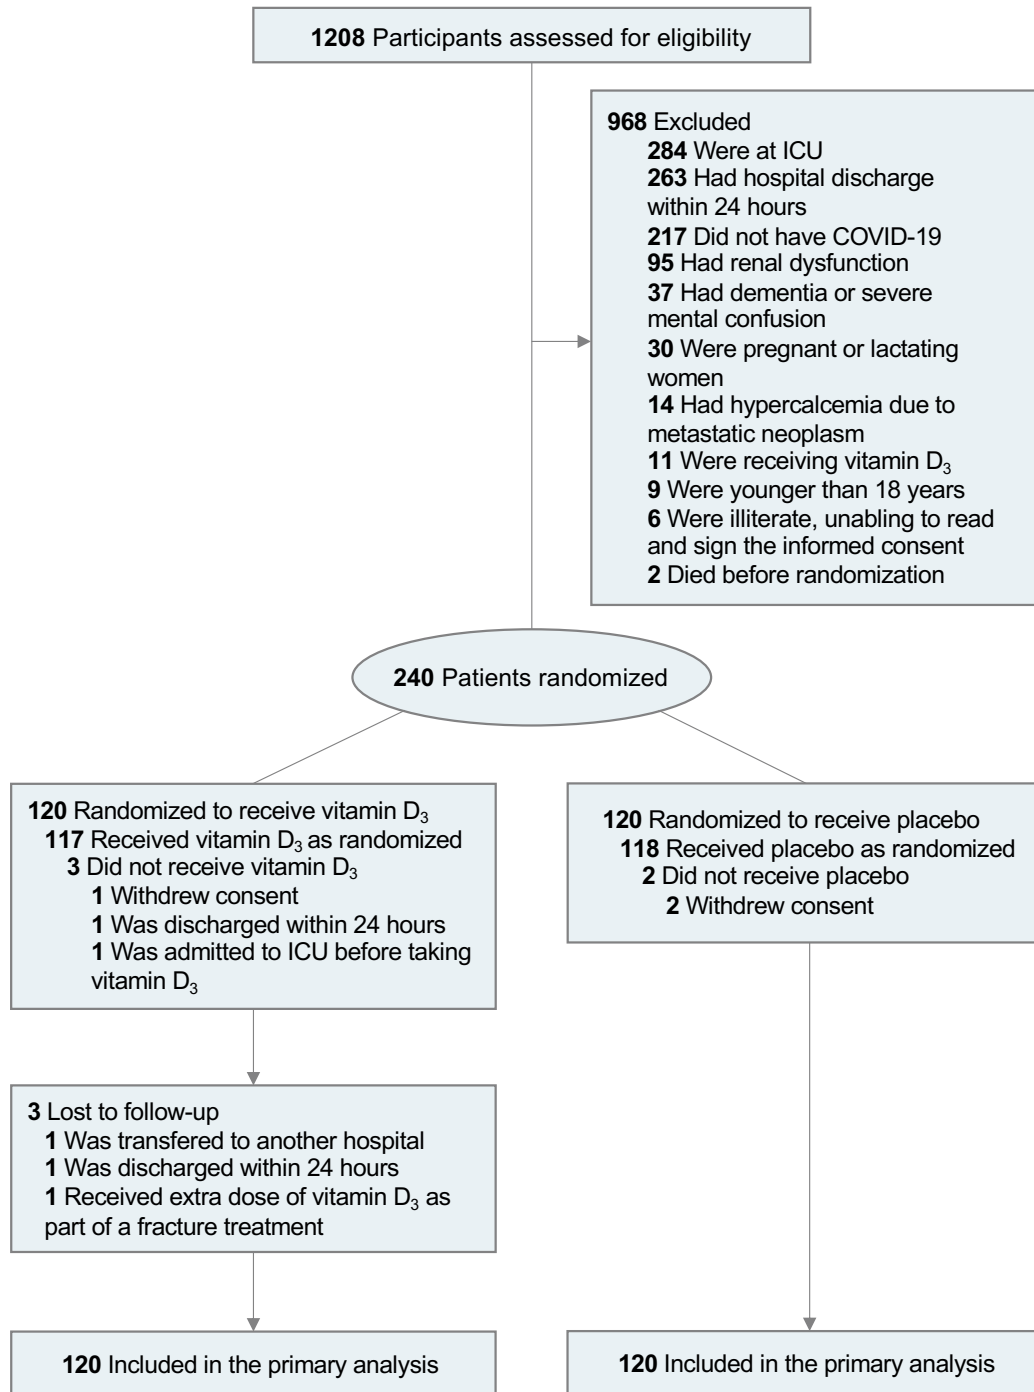 1208 Participants assessed for eligibility
968 Excluded
284 Were at ICU
263 Had hospital discharge
within 24 hours
217 Did not have COVID-19
95 Had renal dysfunction
37 Had dementia or severe
mental confusion
30 Were pregnant or lactating
women
14 Had hypercalcemia due to
metastatic neoplasm
11 Were receiving vitamin D₃
9 Were younger than 18 years
6 Were illiterate, unabling to read
and sign the informed consent
2 Died before randomization
240 Patients randomized
120 Randomized to receive vitamin D₃
117 Received vitamin D₃ as randomized
3 Did not receive vitamin D₃
1 Withdrew consent
1 Was discharged within 24 hours
1 Was admitted to ICU before taking
vitamin D₃
120 Randomized to receive placebo
118 Received placebo as randomized
2 Did not receive placebo
2 Withdrew consent
3 Lost to follow-up
1 Was transfered to another hospital
1 Was discharged within 24 hours
1 Received extra dose of vitamin D₃ as
part of a fracture treatment
120 Included in the primary analysis
120 Included in the primary analysis